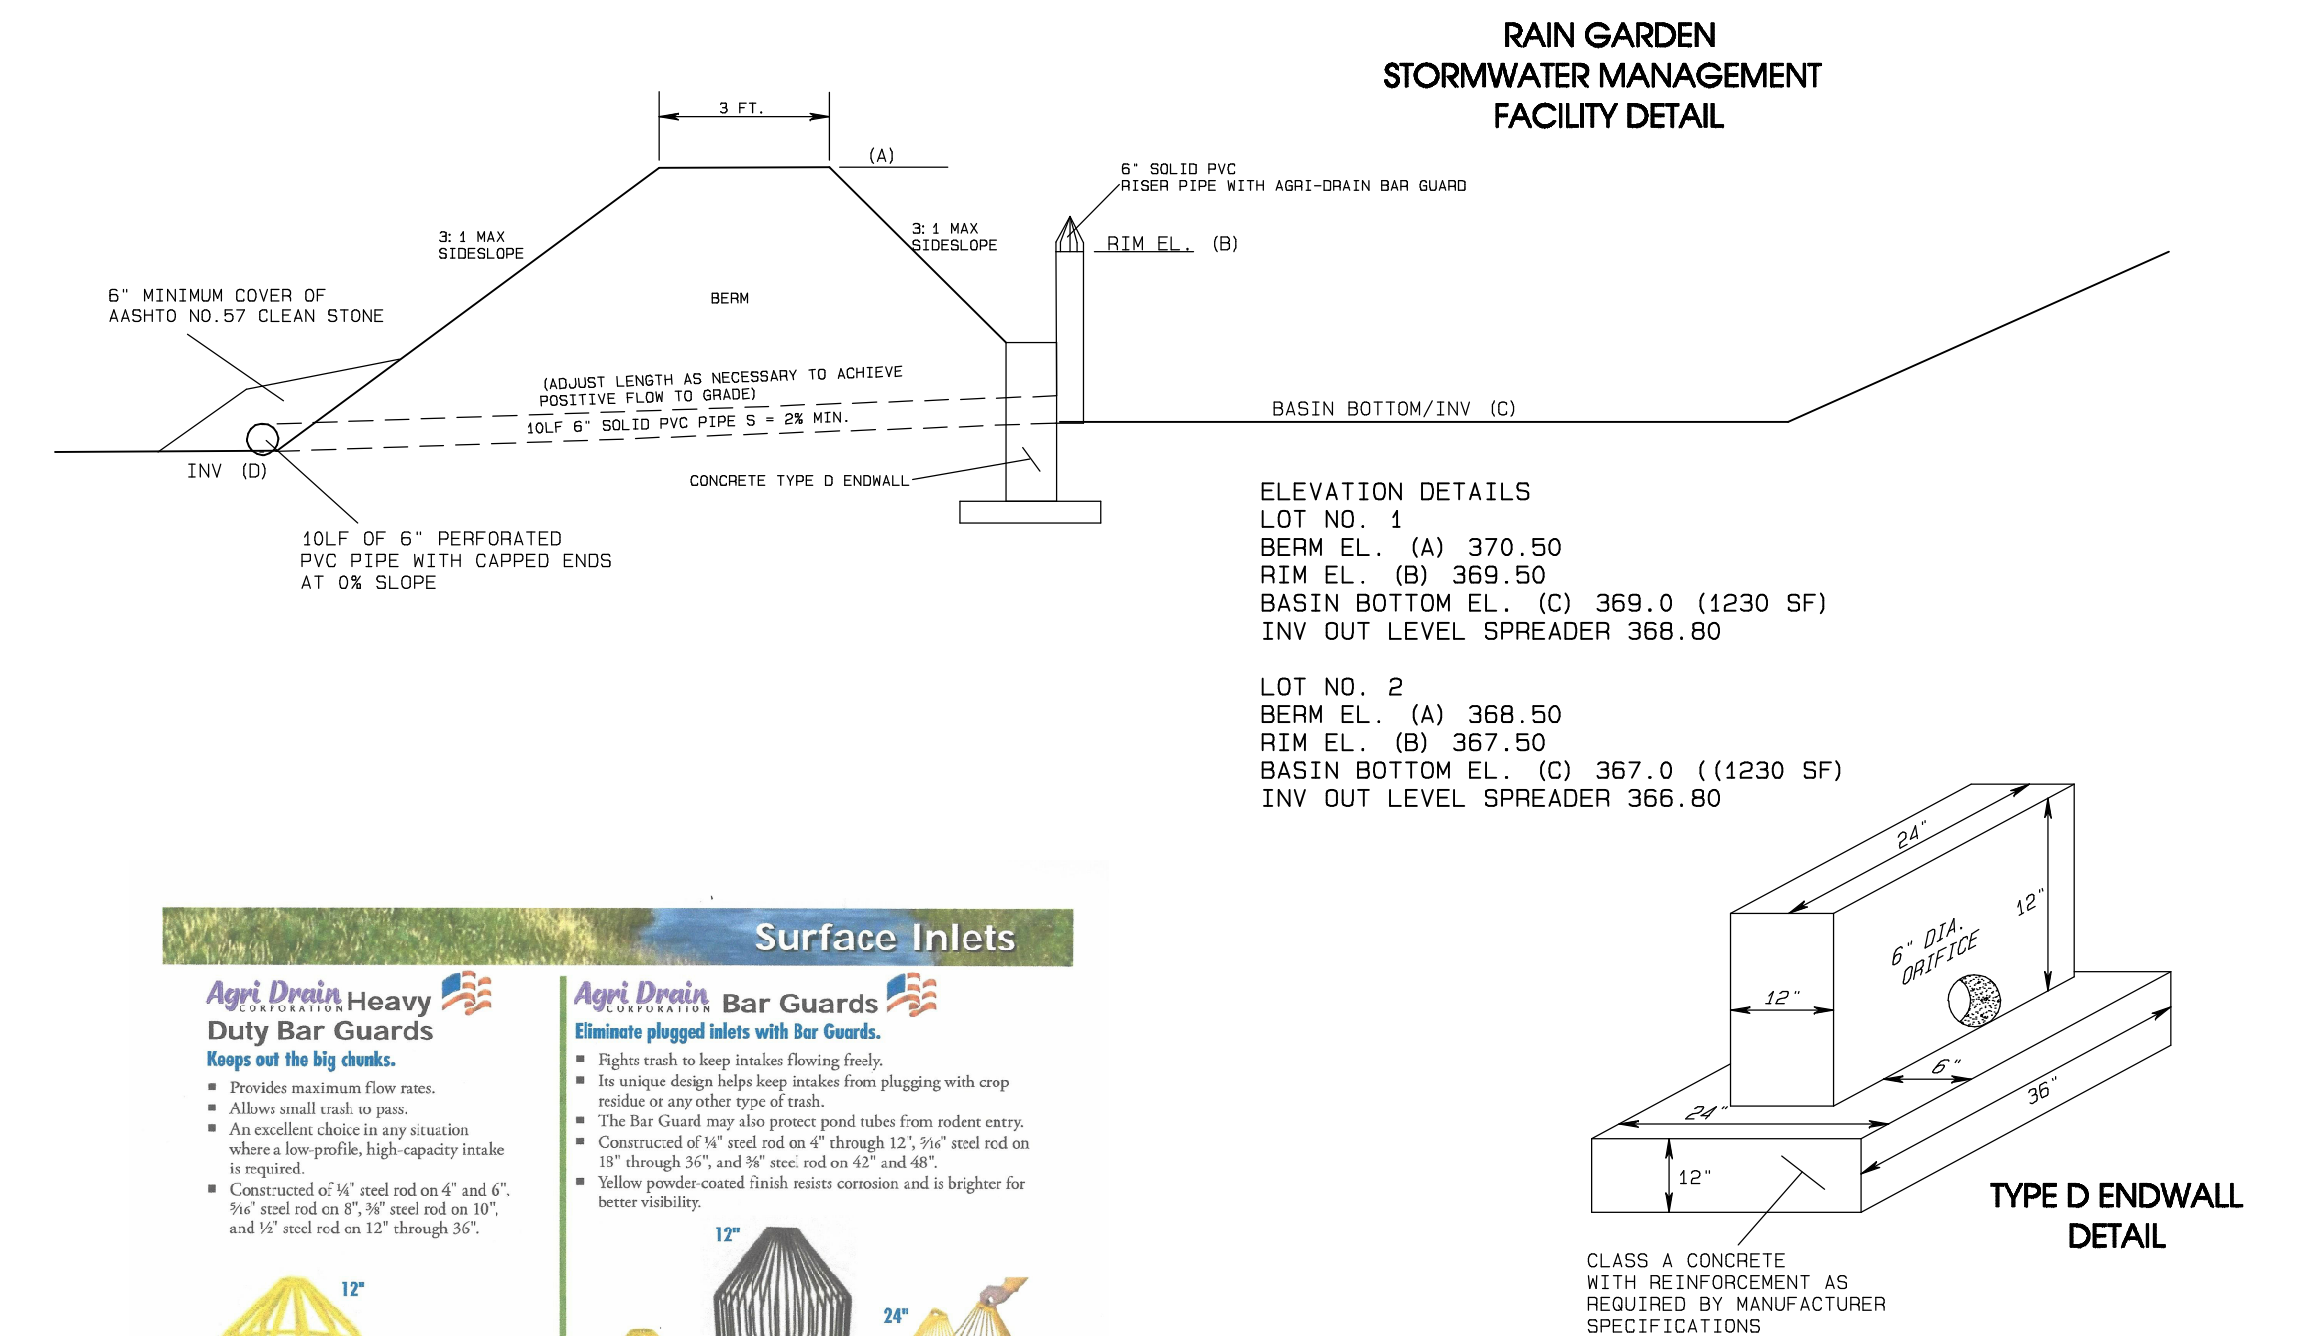 RAIN GARDEN
STORMWATER MANAGEMENT
FACILITY DETAIL
3 FT.
(A)
6" SOLID PVC
RISER PIPE WITH AGRI-DRAIN BAR GUARD
3:1 MAX
SIDESLOPE
3:1 MAX
SIDESLOPE
RIM EL. (B)
BERM
6" MINIMUM COVER OF
AASHTO NO.57 CLEAN STONE
(ADJUST LENGTH AS NECESSARY TO ACHIEVE
POSITIVE FLOW TO GRADE)
10LF 6" SOLID PVC PIPE S = 2% MIN.
BASIN BOTTOM/INV (C)
INV (D)
CONCRETE TYPE D ENDWALL
10LF OF 6" PERFORATED
PVC PIPE WITH CAPPED ENDS
AT 0% SLOPE
ELEVATION DETAILS
LOT NO. 1
BERM EL. (A) 370.50
RIM EL. (B) 369.50
BASIN BOTTOM EL. (C) 369.0 (1230 SF)
INV OUT LEVEL SPREADER 368.80
LOT NO. 2
BERM EL. (A) 368.50
RIM EL. (B) 367.50
BASIN BOTTOM EL. (C) 367.0 ((1230 SF)
INV OUT LEVEL SPREADER 366.80
Surface Inlets
Agri Drain
CORPORATION
Heavy
Duty Bar Guards
Keeps out the big chunks.
■ Provides maximum flow rates.
■ Allows small trash to pass.
■ An excellent choice in any situation
where a low-profile, high-capacity intake
is required.
■ Constructed of ¼" steel rod on 4" and 6",
5/16" steel rod on 8", ⅜" steel rod on 10",
and ½" steel rod on 12" through 36".
12"
Agri Drain
CORPORATION
Bar Guards
Eliminate plugged inlets with Bar Guards.
■ Fights trash to keep intakes flowing freely.
■ Its unique design helps keep intakes from plugging with crop
residue or any other type of trash.
■ The Bar Guard may also protect pond tubes from rodent entry.
■ Constructed of ¼" steel rod on 4" through 12", 5/16" steel rod on
18" through 36", and ⅜" steel rod on 42" and 48".
■ Yellow powder-coated finish resists corrosion and is brighter for
better visibility.
12"
24"
24"
12"
6" DIA.
ORIFICE
12"
6"
24"
36"
12"
TYPE D ENDWALL
DETAIL
CLASS A CONCRETE
WITH REINFORCEMENT AS
REQUIRED BY MANUFACTURER
SPECIFICATIONS